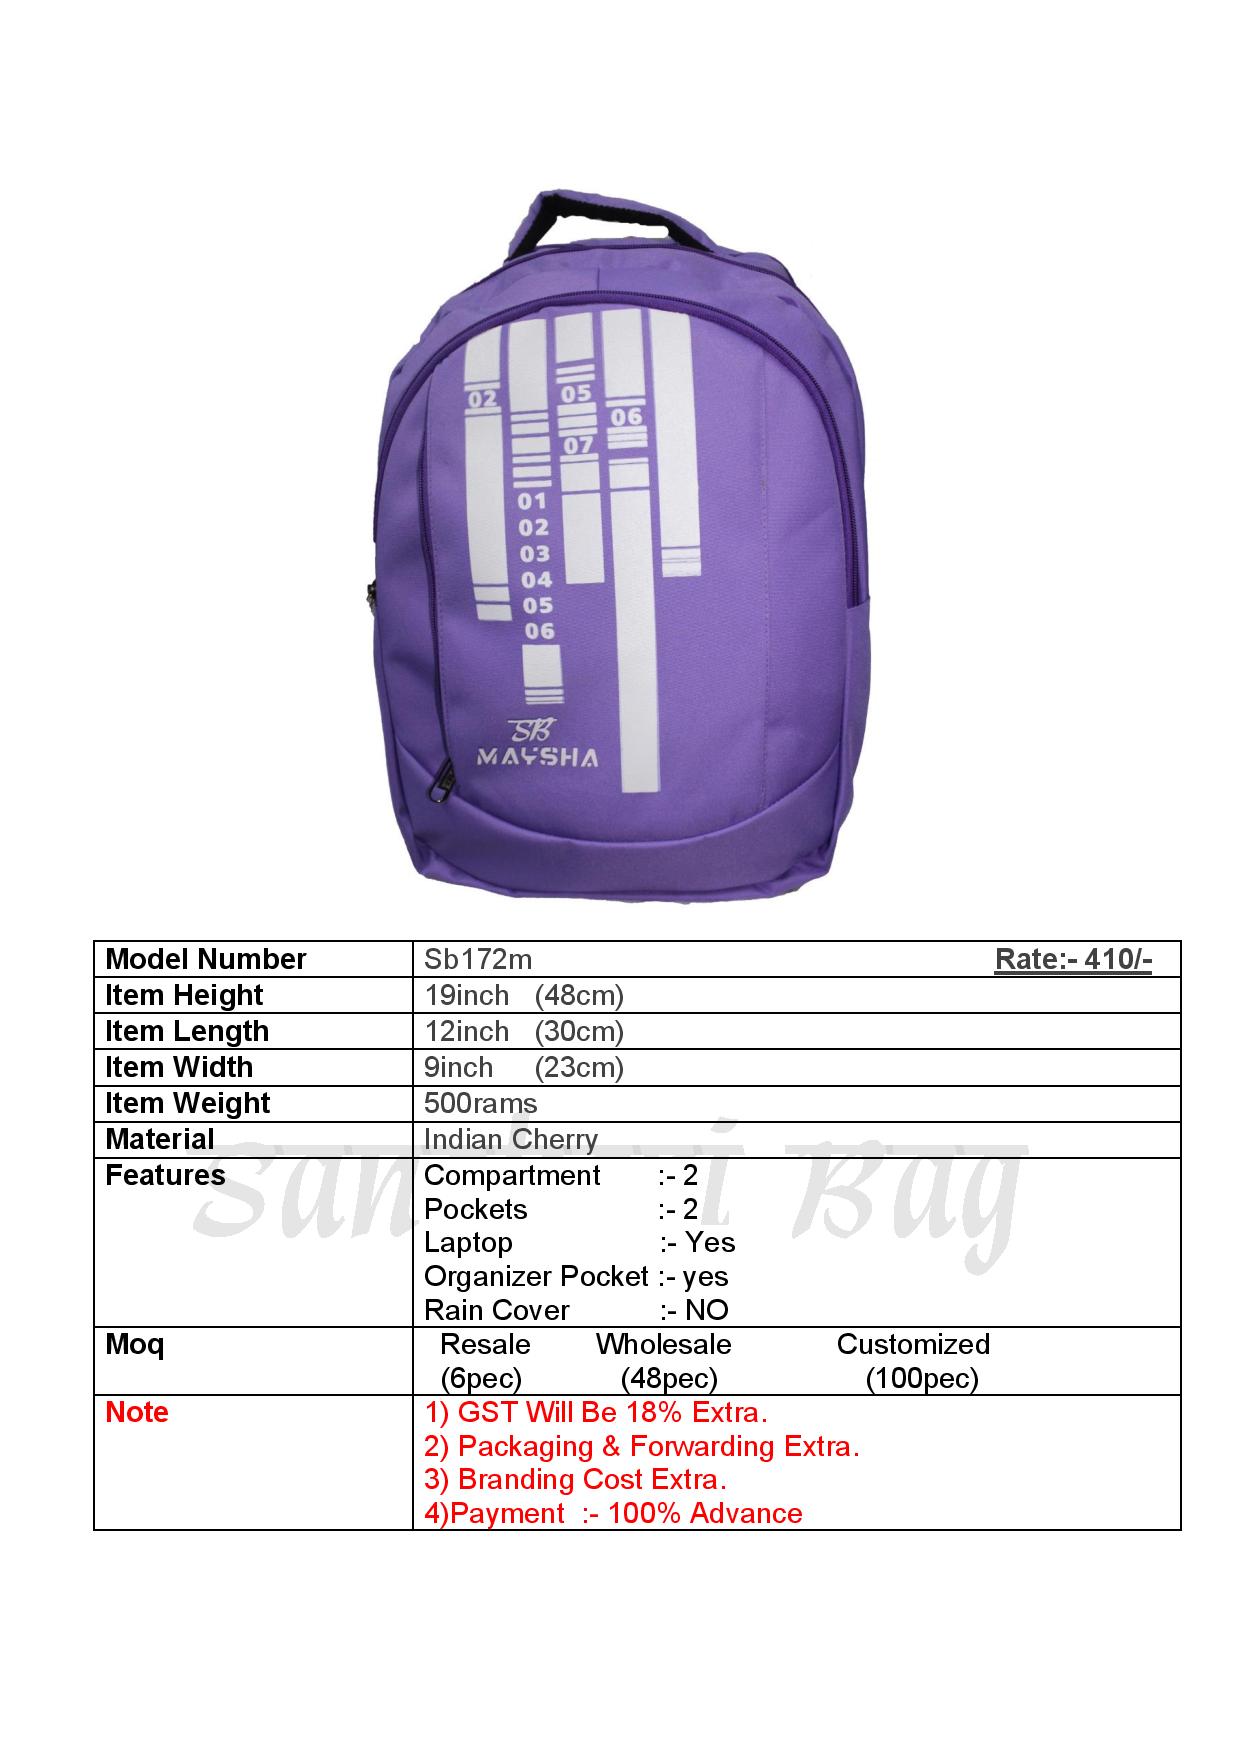 02
05
06
07
01
02
03
04
05
06
SB
MAYSHA
Model Number Sb172m Rate:- 410/-
Item Height 19inch (48cm)
Item Length 12inch (30cm)
Item Width 9inch (23cm)
Item Weight 500rams
Material Indian Cherry
Features Compartment :- 2
Pockets :- 2
Laptop :- Yes
Organizer Pocket :- yes
Rain Cover :- NO
Moq Resale Wholesale Customized
(6pec) (48pec) (100pec)
Note 1) GST Will Be 18% Extra.
2) Packaging & Forwarding Extra.
3) Branding Cost Extra.
4)Payment :- 100% Advance
Bag